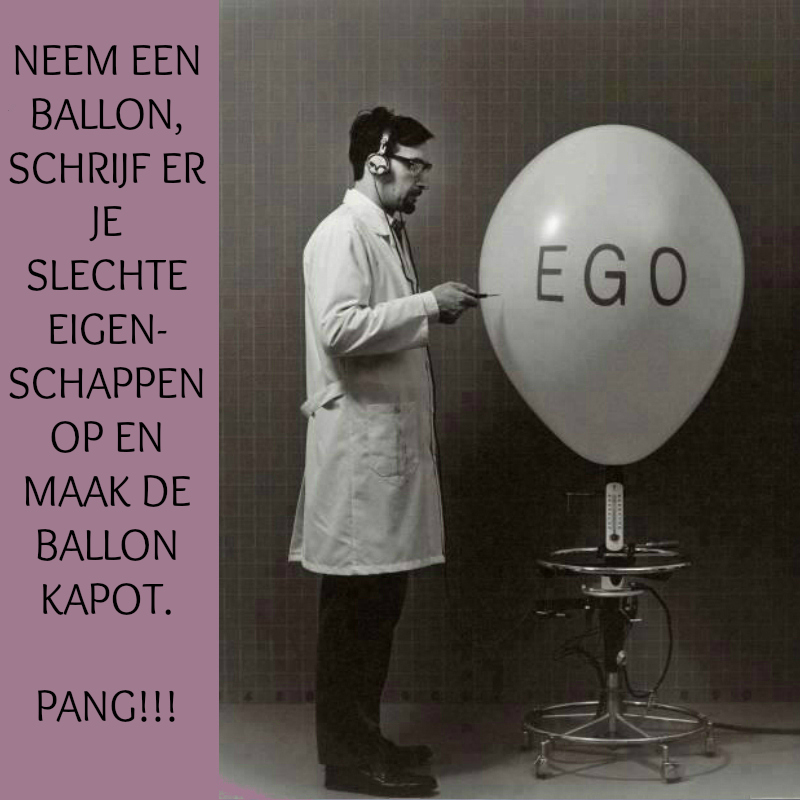 NEEM EEN
BALLON,
SCHRIJF ER
JE
SLECHTE
EIGEN-
SCHAPPEN
OP EN
MAAK DE
BALLON
KAPOT.
PANG!!!
EGO